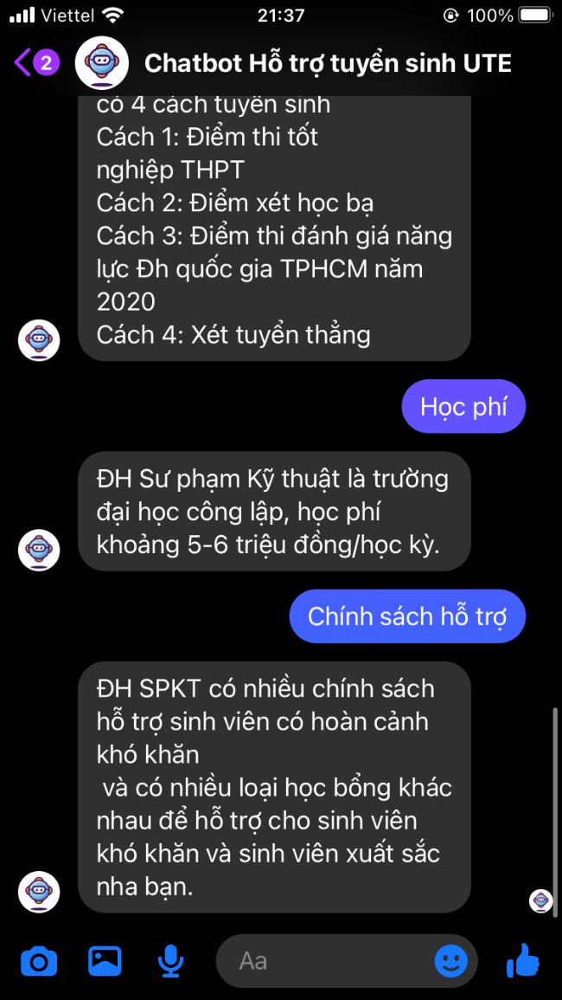 Viettel 21:37 100%
2 Chatbot Hỗ trợ tuyển sinh UTE
có 4 cách tuyển sinh
Cách 1: Điểm thi tốt
nghiệp THPT
Cách 2: Điểm xét học bạ
Cách 3: Điểm thi đánh giá năng
lực Đh quốc gia TPHCM năm
2020
Cách 4: Xét tuyển thẳng
Học phí
ĐH Sư phạm Kỹ thuật là trường
đại học công lập, học phí
khoảng 5-6 triệu đồng/học kỳ.
Chính sách hỗ trợ
ĐH SPKT có nhiều chính sách
hỗ trợ sinh viên có hoàn cảnh
khó khăn
và có nhiều loại học bổng khác
nhau để hỗ trợ cho sinh viên
khó khăn và sinh viên xuất sắc
nha bạn.
Aa